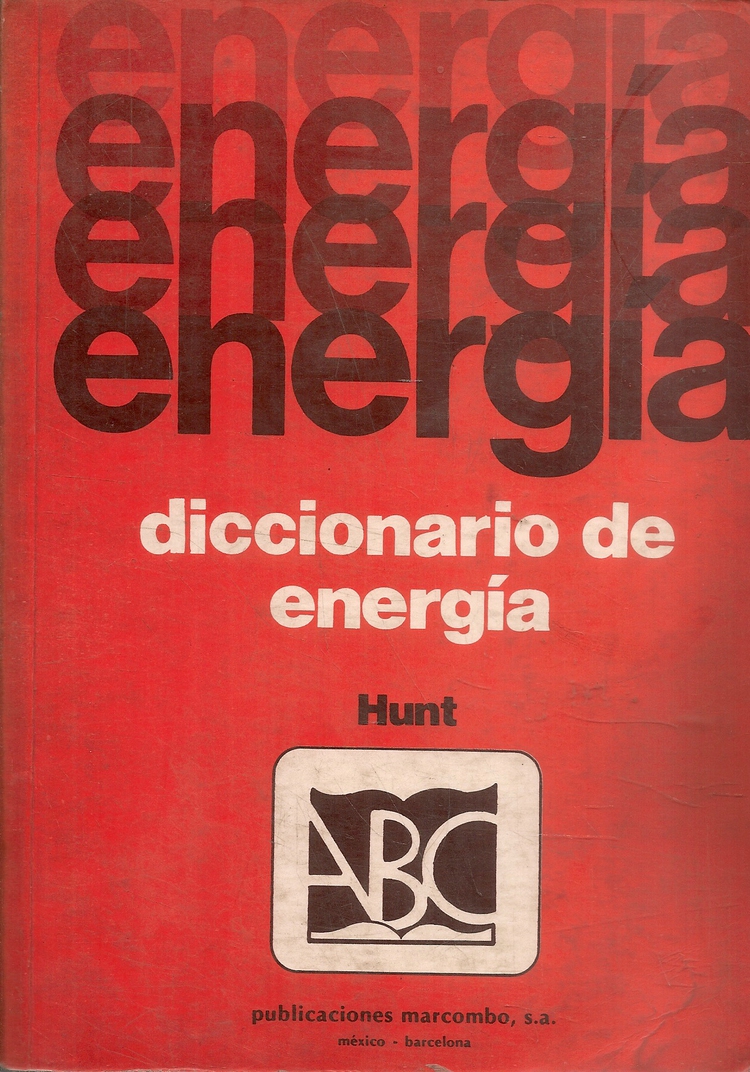 energía
energía
energía
energía
diccionario de
energía
Hunt
ABC
publicaciones marcombo, s.a.
méxico - barcelona